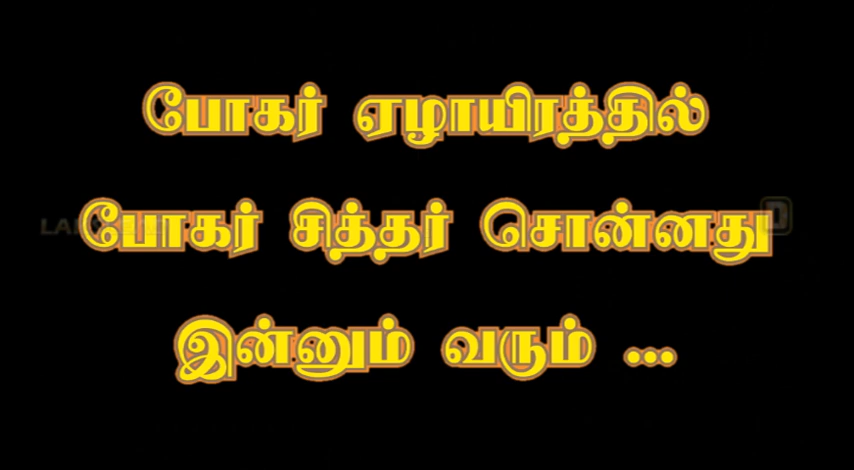 போகர் ஏழாயிரத்தில்
போகர் சித்தர் சொன்னது
இன்னும் வரும் ...